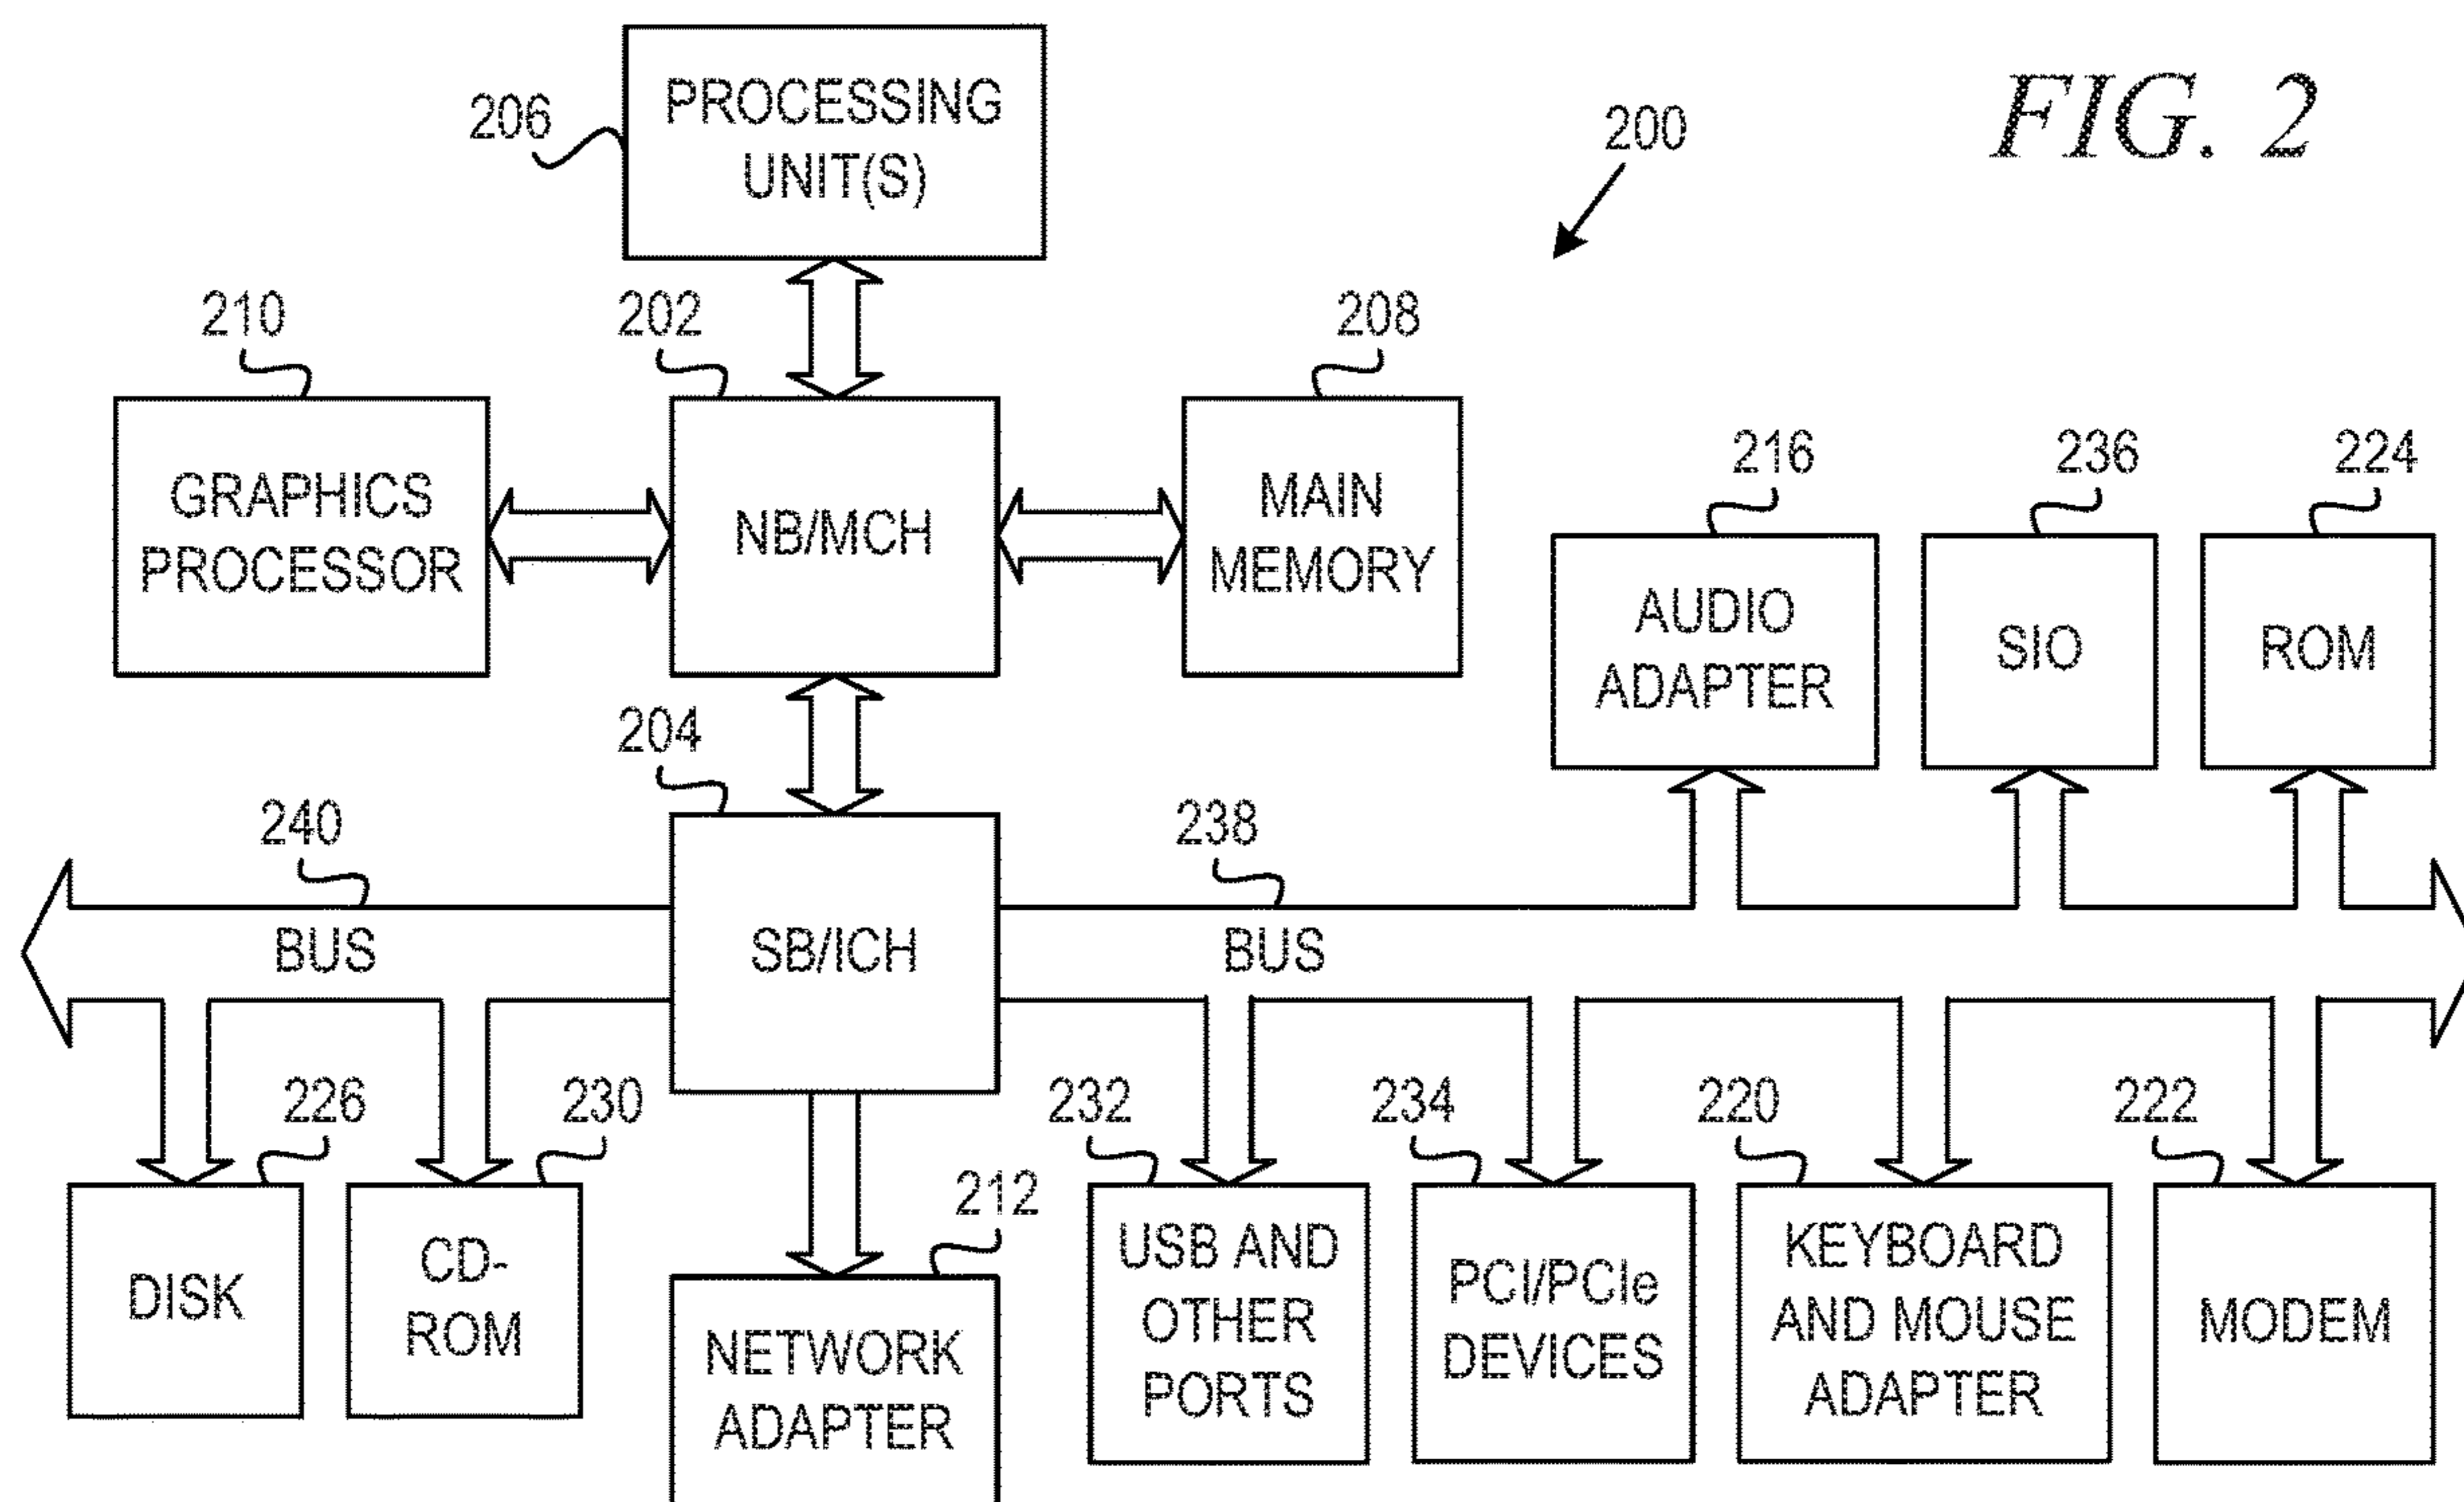 FIG. 2
200
206
PROCESSING
UNIT(S)
210
202
208
GRAPHICS
PROCESSOR
NB/MCH
MAIN
MEMORY
216
236
224
AUDIO
ADAPTER
SIO
ROM
204
240
238
BUS
SB/ICH
BUS
226
230
212
232
234
220
222
DISK
CD-
ROM
NETWORK
ADAPTER
USB AND
OTHER
PORTS
PCI/PCIe
DEVICES
KEYBOARD
AND MOUSE
ADAPTER
MODEM